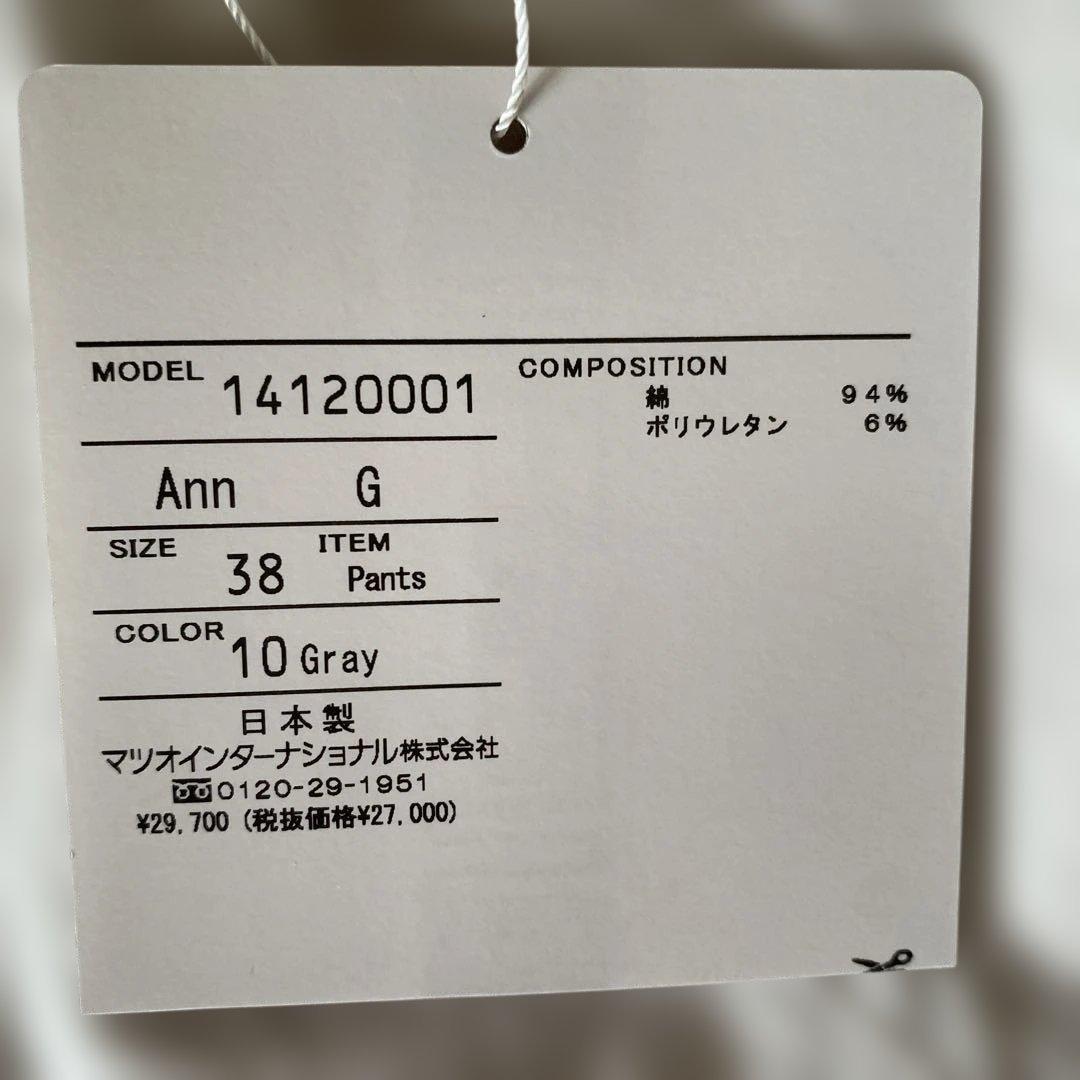 MODEL 14120001
Ann G
SIZE 38 ITEM Pants
COLOR 10 Gray
日本製
マツオインターナショナル株式会社
0120-29-1951
¥29,700 (税抜価格¥27,000)
COMPOSITION
綿 94%
ポリウレタン 6%